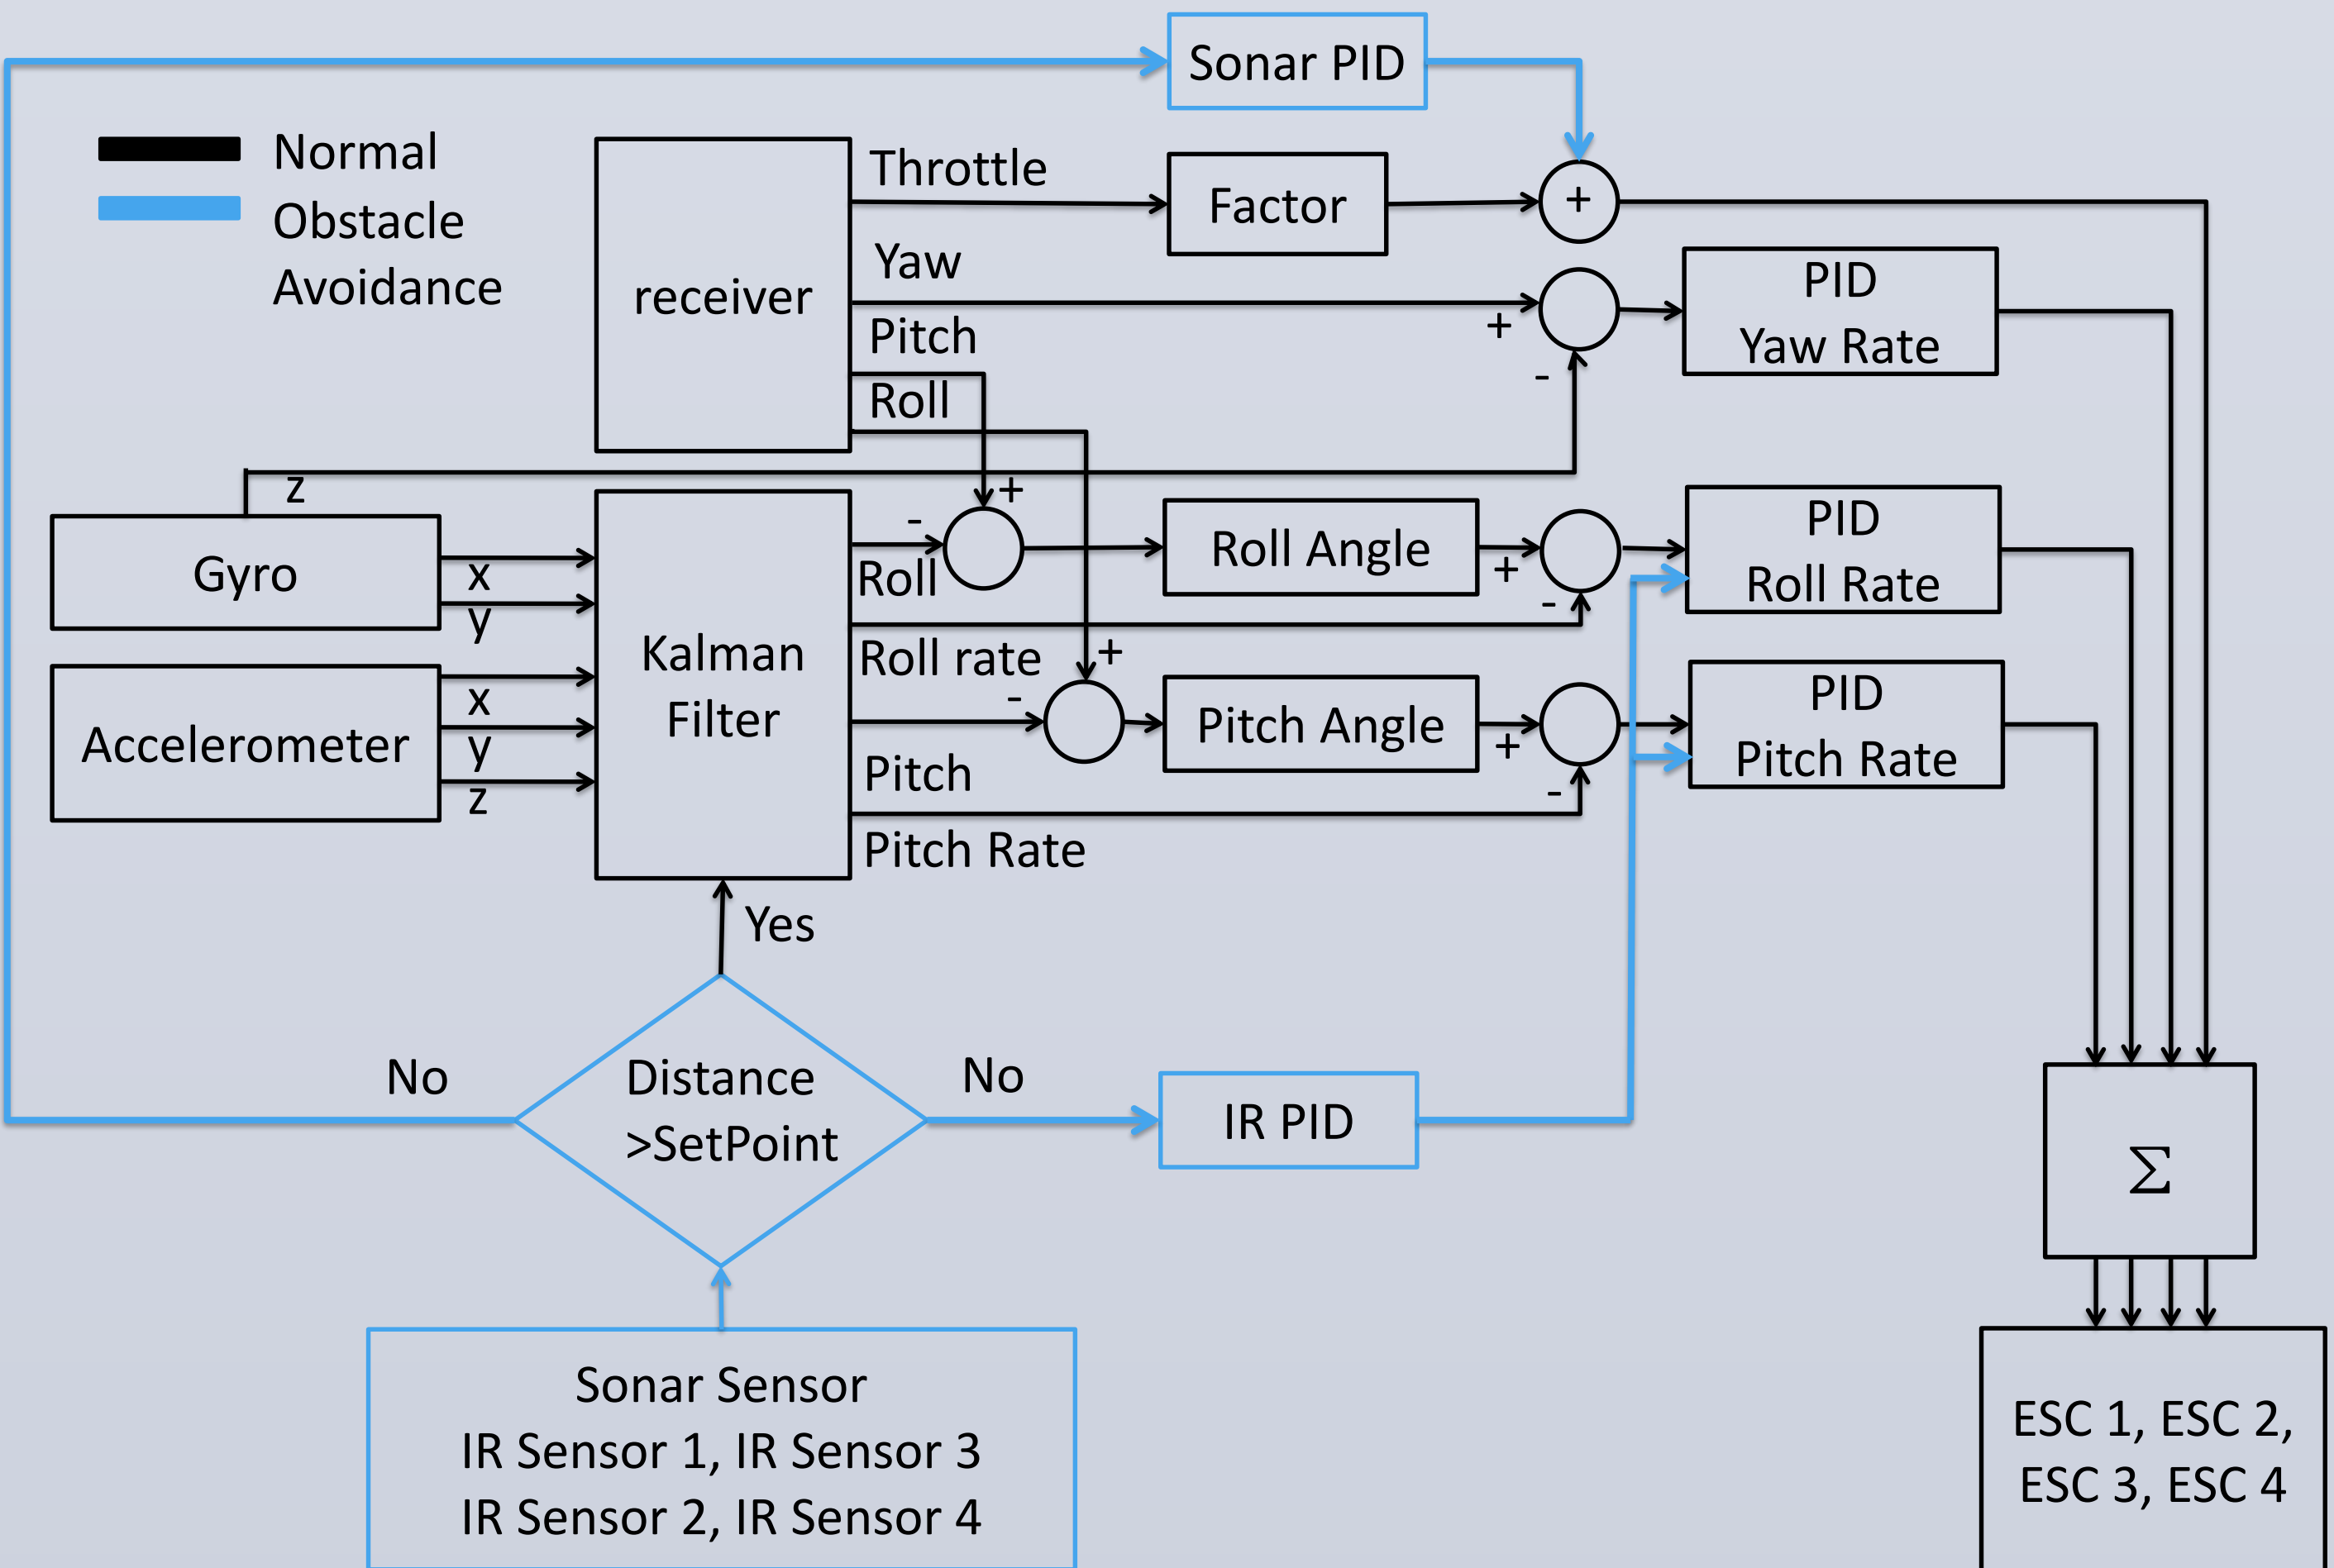 Sonar PID
Normal
Obstacle
Avoidance
receiver
Throttle
Factor
+
Yaw
+
-
PID
Yaw Rate
Pitch
Roll
z
Gyro
x
y
Accelerometer
x
y
z
Kalman
Filter
-
+
Roll
Roll Angle
+
-
PID
Roll Rate
Roll rate
+
-
Pitch
Pitch Angle
+
-
PID
Pitch Rate
Pitch Rate
Yes
No
Distance
>SetPoint
No
IR PID
Σ
Sonar Sensor
IR Sensor 1, IR Sensor 3
IR Sensor 2, IR Sensor 4
ESC 1, ESC 2,
ESC 3, ESC 4